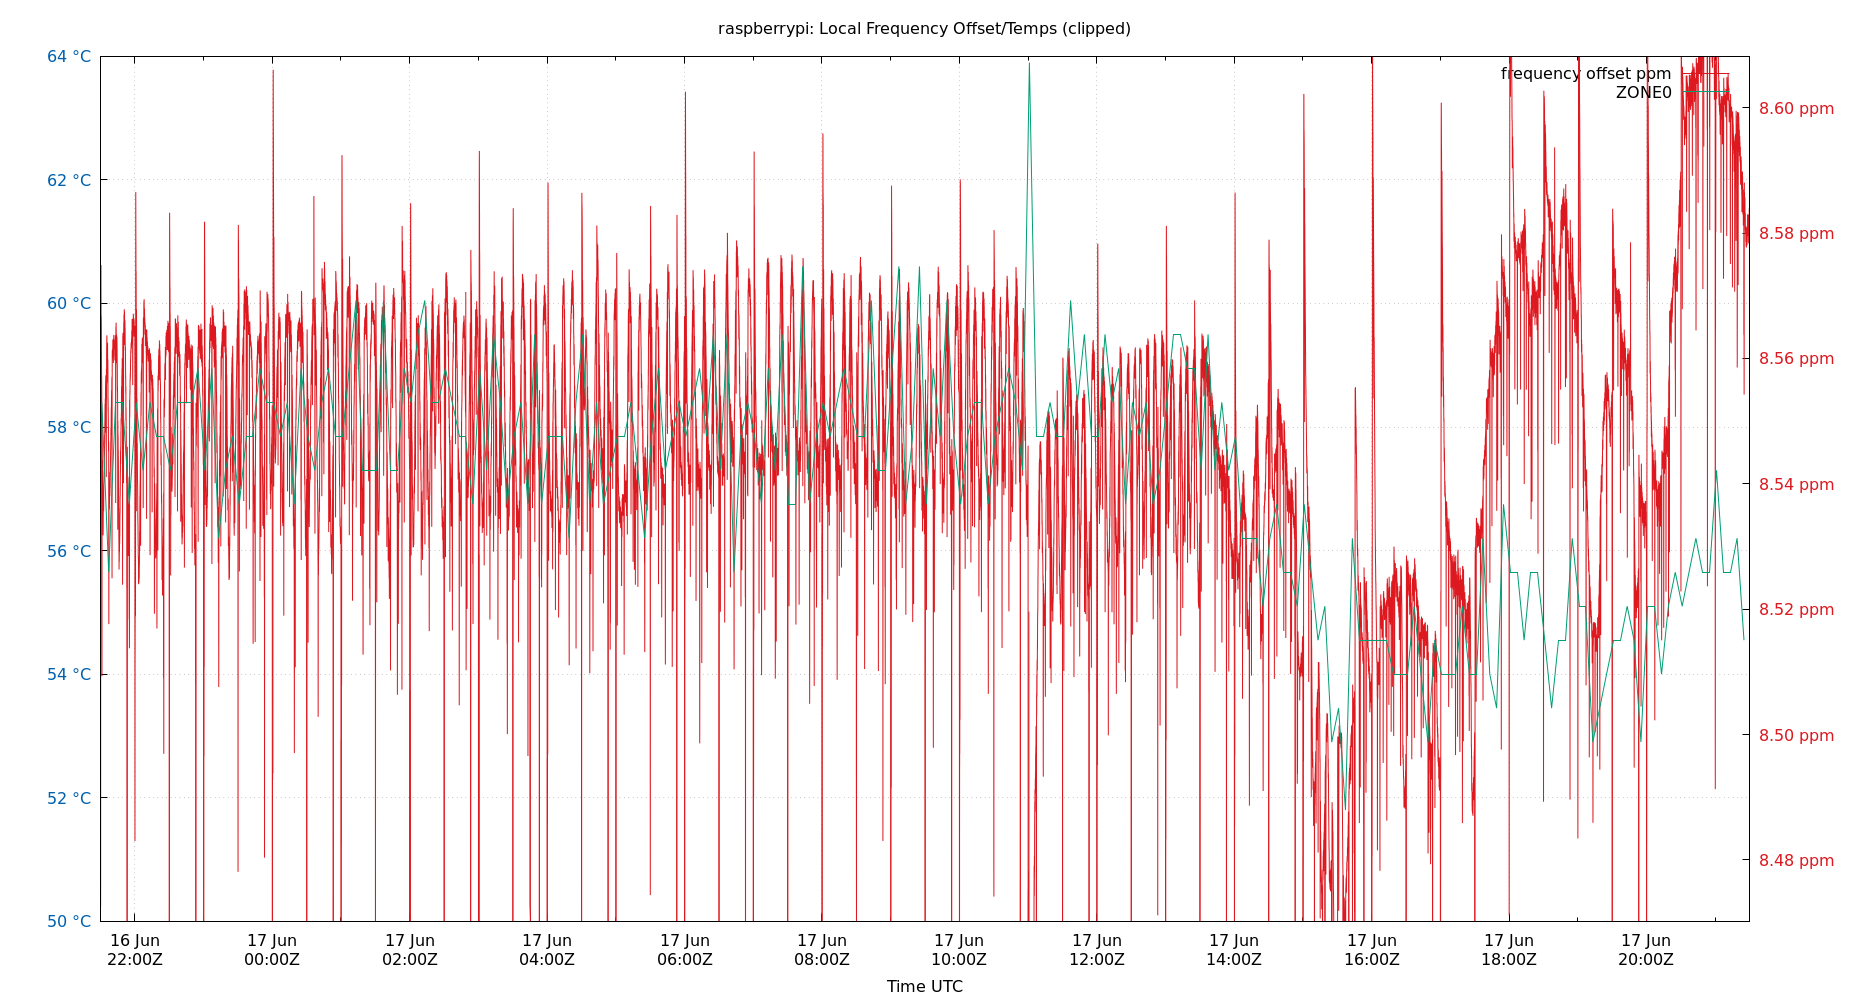 raspberrypi: Local Frequency Offset/Temps (clipped)
64 °C
62 °C
60 °C
58 °C
56 °C
54 °C
52 °C
50 °C
frequency offset ppm
ZONE0
8.60 ppm
8.58 ppm
8.56 ppm
8.54 ppm
8.52 ppm
8.50 ppm
8.48 ppm
16 Jun
22:00Z
17 Jun
00:00Z
17 Jun
02:00Z
17 Jun
04:00Z
17 Jun
06:00Z
17 Jun
08:00Z
17 Jun
10:00Z
17 Jun
12:00Z
17 Jun
14:00Z
17 Jun
16:00Z
17 Jun
18:00Z
17 Jun
20:00Z
Time UTC